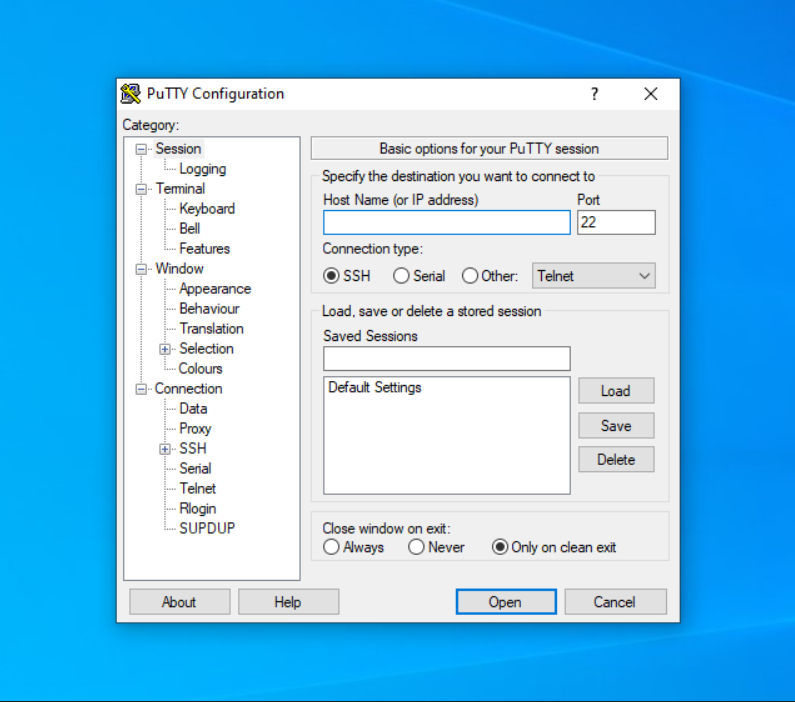 PuTTY Configuration ?
Category:
Session
Logging
Terminal
Keyboard
Bell
Features
Window
Appearance
Behaviour
Translation
Selection
Colours
Connection
Data
Proxy
SSH
Serial
Telnet
Rlogin
SUPDUP
Basic options for your PuTTY session
Specify the destination you want to connect to
Host Name (or IP address) Port
22
Connection type:
SSH Serial Other: Telnet
Load, save or delete a stored session
Saved Sessions
Default Settings
Load
Save
Delete
Close window on exit:
Always Never Only on clean exit
About Help Open Cancel